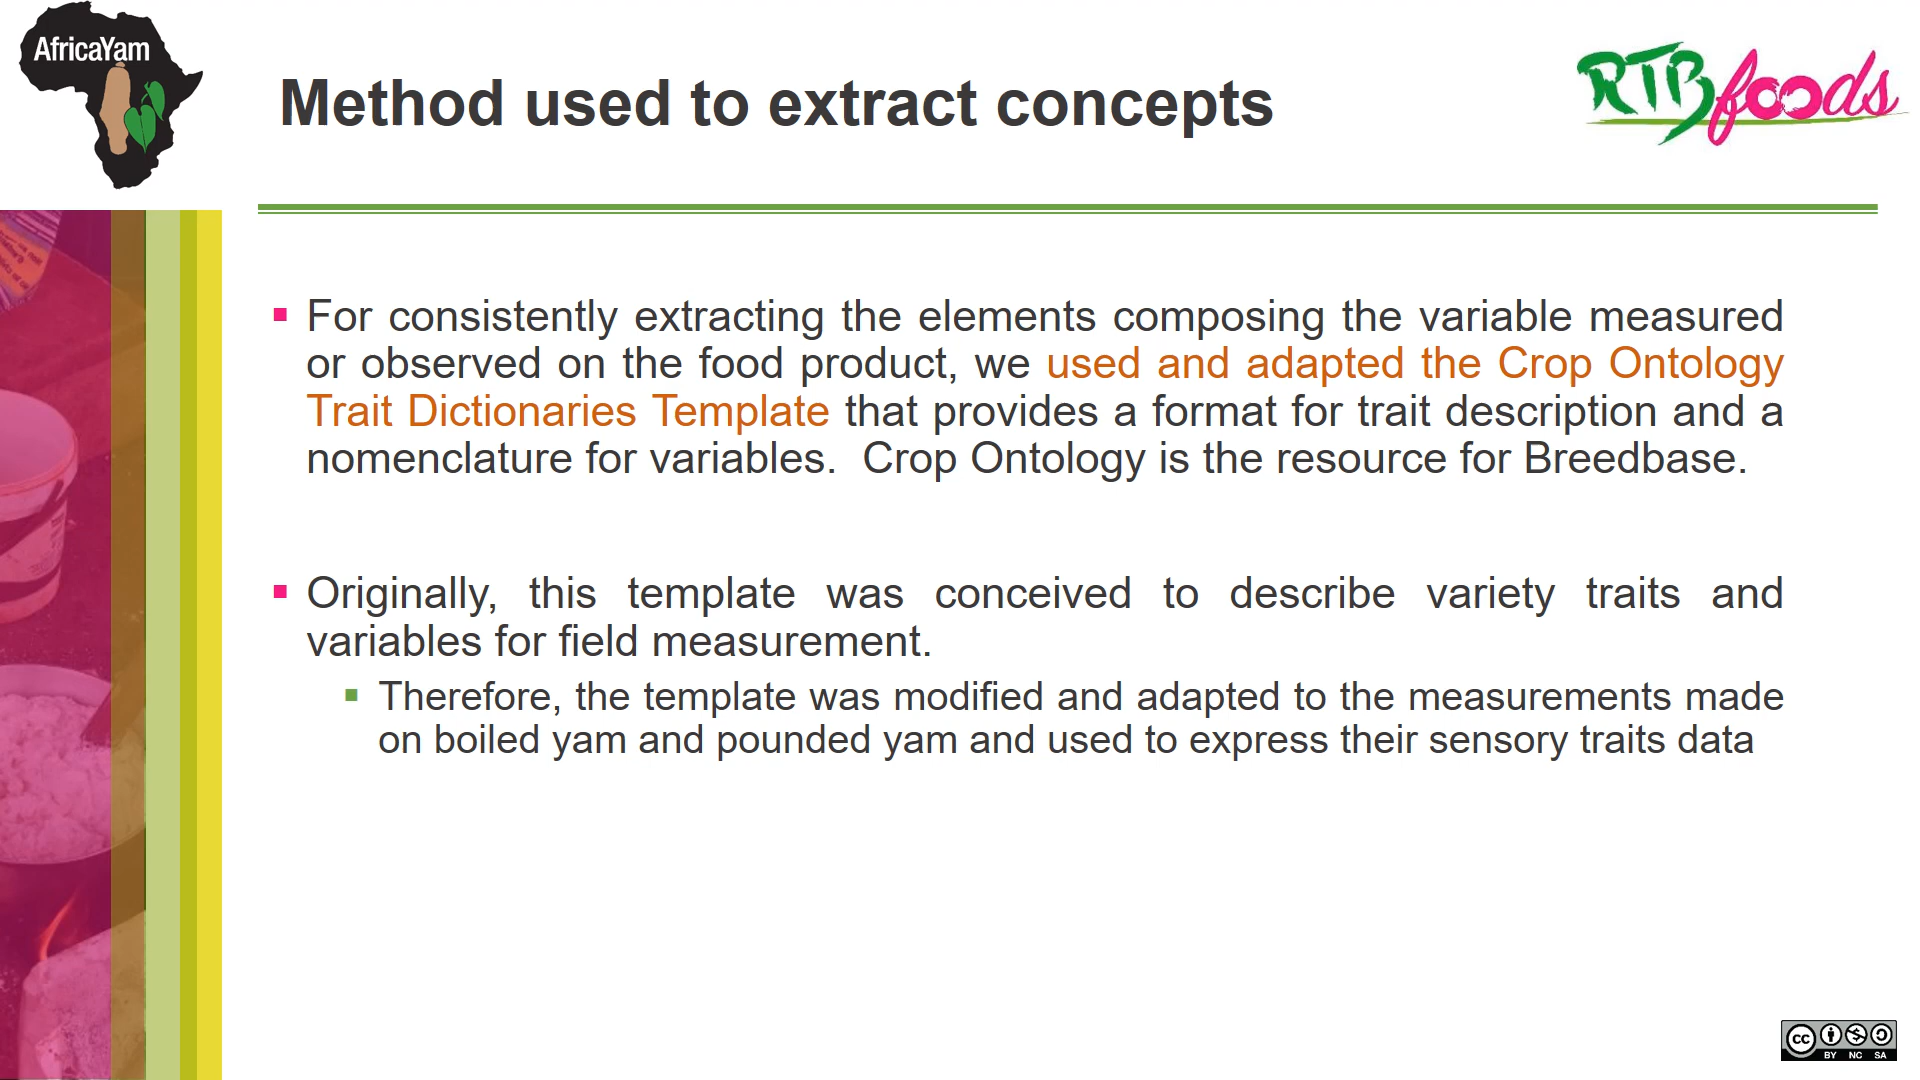 AfricaYam
Method used to extract concepts
RTBfoods
For consistently extracting the elements composing the variable measured
or observed on the food product, we used and adapted the Crop Ontology
Trait Dictionaries Template that provides a format for trait description and a
nomenclature for variables. Crop Ontology is the resource for Breedbase.
Originally, this template was conceived to describe variety traits and
variables for field measurement.
Therefore, the template was modified and adapted to the measurements made
on boiled yam and pounded yam and used to express their sensory traits data
cc
BY NC SA